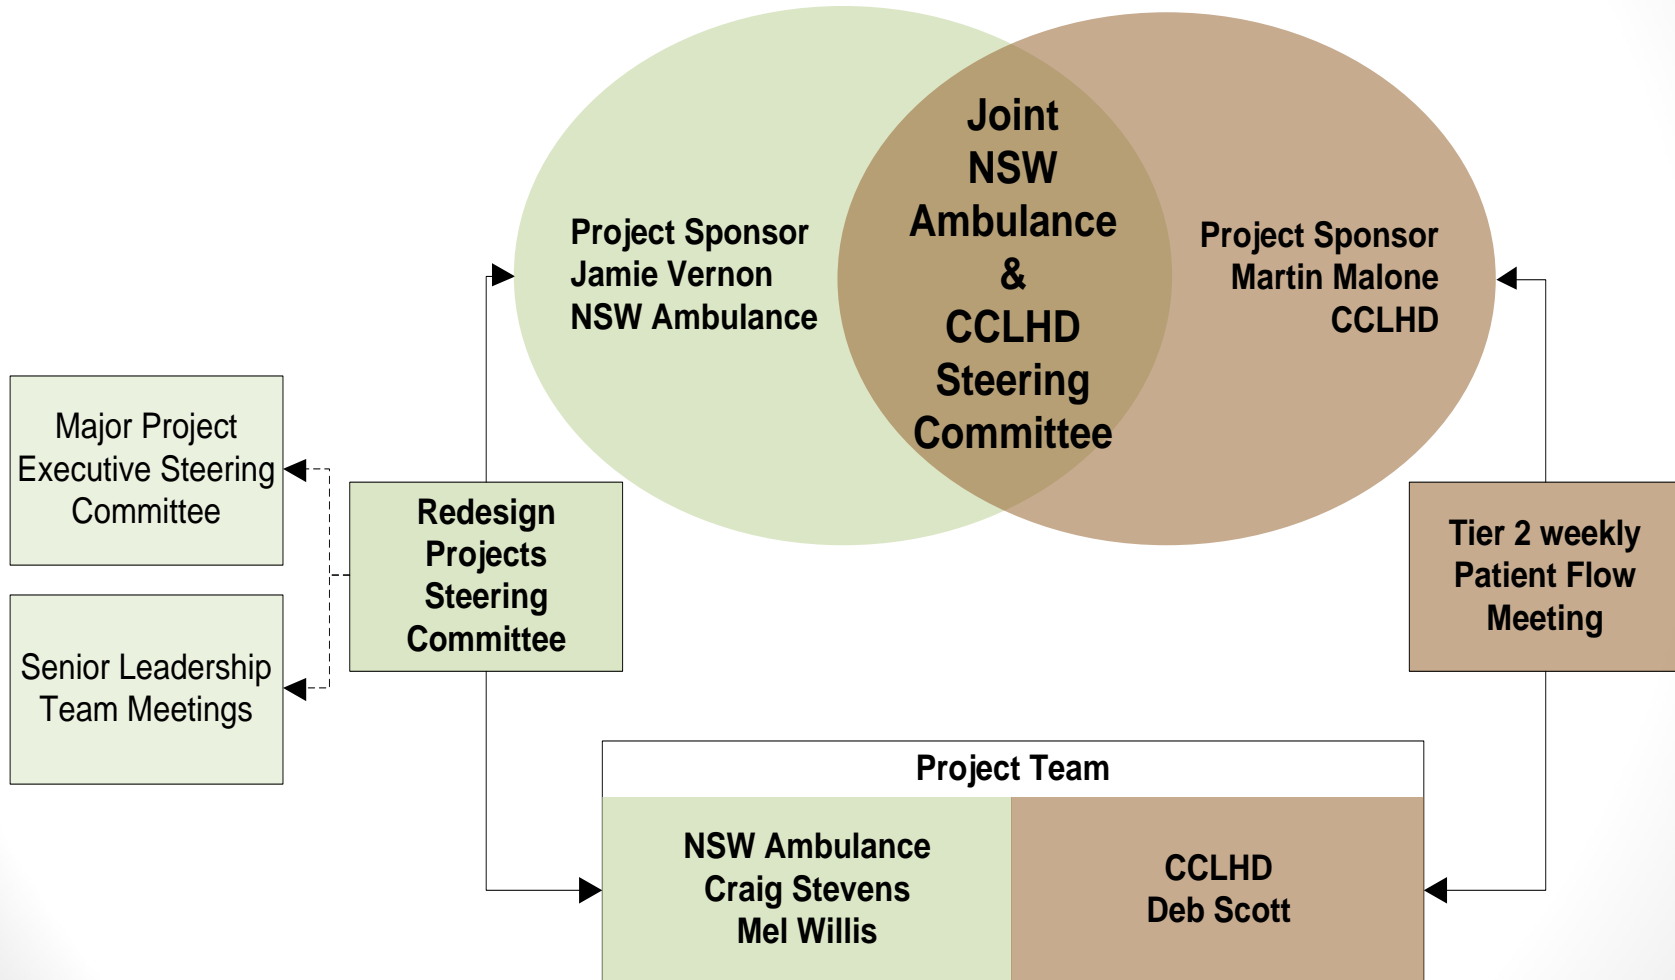 Joint
NSW
Ambulance
&
CCLHD
Steering
Committee
Project Sponsor
Jamie Vernon
NSW Ambulance
Project Sponsor
Martin Malone
CCLHD
Major Project
Executive Steering
Committee
Senior Leadership
Team Meetings
Redesign
Projects
Steering
Committee
Tier 2 weekly
Patient Flow
Meeting
Project Team
NSW Ambulance
Craig Stevens
Mel Willis
CCLHD
Deb Scott